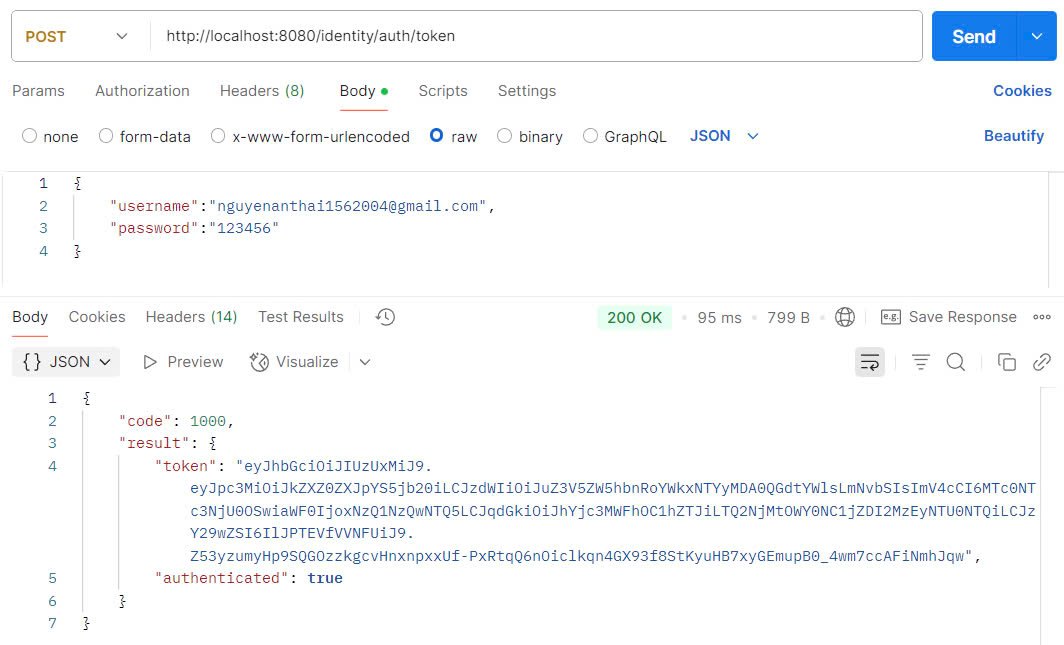 POST http://localhost:8080/identity/auth/token Send
Params Authorization Headers (8) Body Scripts Settings Cookies
none form-data x-www-form-urlencoded raw binary GraphQL JSON Beautify
1 {
2 "username":"nguyenanthai1562004@gmail.com",
3 "password":"123456"
4 }
Body Cookies Headers (14) Test Results 200 OK 95 ms 799 B e.g. Save Response
{} JSON Preview Visualize
1 {
2 "code": 1000,
3 "result": {
4 "token": "eyJhbGciOiJIUzUxMiJ9.
eyJpc3MiOiJkZXZ0ZXJpYS5jb20iLCJzdWIiOiJuZ3V5ZW5hbnRoYWkxNTYyMDA0QGdtYWlsLmNvbSIsImV4cCI6MTc0NT
c3NjU0OSwiaWF0IjoxNzQ1NzQwNTQ5LCJqdGkiOiJhYjc3MWFhOC1hZTJiLTQ2NjMtOWY0NC1jZDI2MzEyNTU0NTQiLCJz
Y29wZSI6IlJPTEVfVVNFUiJ9.
Z53yzumyHp9SQGOzzkgcvHnxnpxxUf-PxRtqQ6nOiclkqn4GX93f8StKyuHB7xyGEmupB0_4wm7ccAFiNmhJqw",
5 "authenticated": true
6 }
7 }